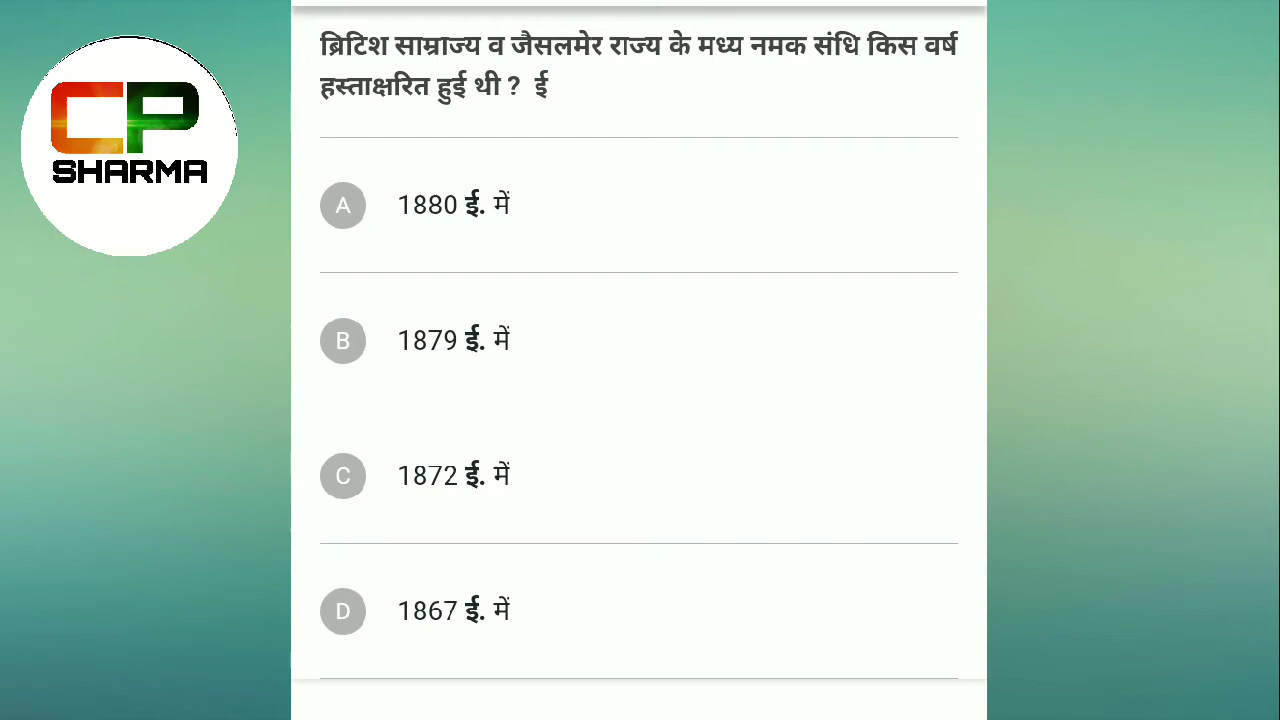 CP
SHARMA
ब्रिटिश साम्राज्य व जैसलमेर राज्य के मध्य नमक संधि किस वर्ष
हस्ताक्षरित हुई थी ? ई
A 1880 ई. में
B 1879 ई. में
C 1872 ई. में
D 1867 ई. में